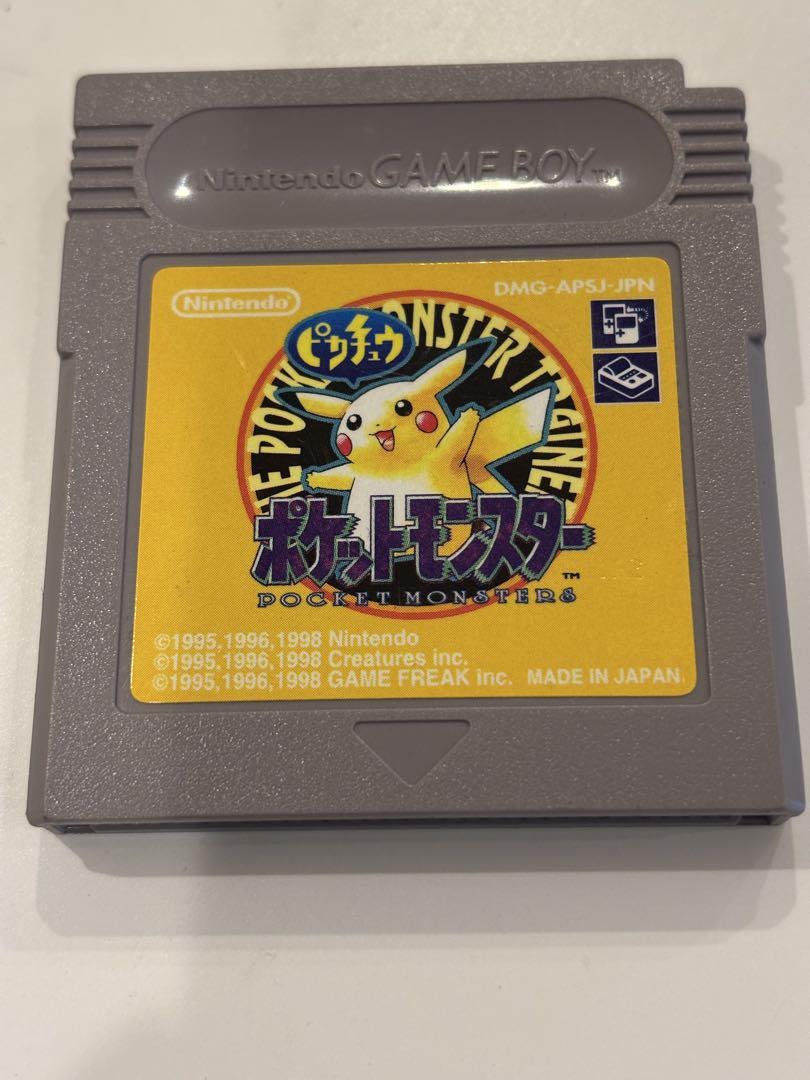 Nintendo GAME BOY™
Nintendo
DMG-APSJ-JPN
ピカチュウ
ポケットモンスター™
POCKET MONSTERS
©1995,1996,1998 Nintendo
©1995,1996,1998 Creatures inc.
©1995,1996,1998 GAME FREAK inc. MADE IN JAPAN.